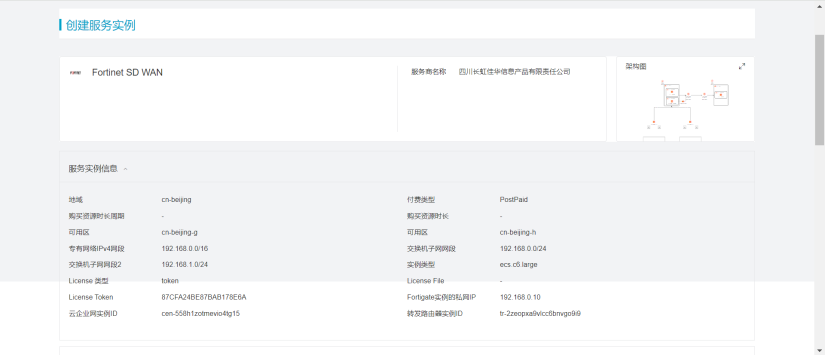 创建服务实例
Fortinet SD WAN
服务商名称 四川长虹佳华信息产品有限责任公司
架构图
服务实例信息
地域 cn-beijing 付费类型 PostPaid
购买资源时长周期 - 购买资源时长 -
可用区 cn-beijing-g 可用区 cn-beijing-h
专有网络IPv4网段 192.168.0.0/16 交换机子网网段 192.168.0.0/24
交换机子网网段2 192.168.1.0/24 实例类型 ecs.c6.large
License 类型 token License File -
License Token 87CFA24BE87BAB178E6A Fortigate实例的私网IP 192.168.0.10
云企业网实例ID cen-558h1zotmevio4tg15 转发路由器实例ID tr-2zeopxa9vlcc6bnvgo9i9